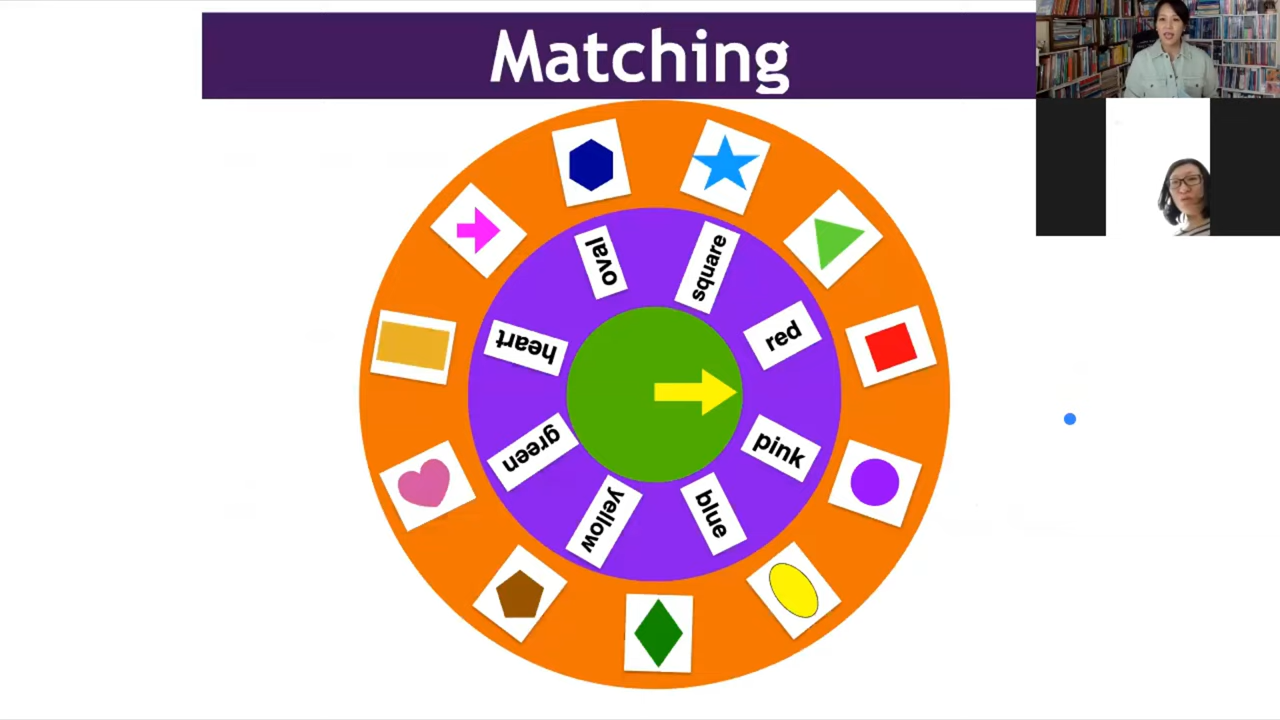 Matching
square
red
pink
blue
yellow
green
heart
oval